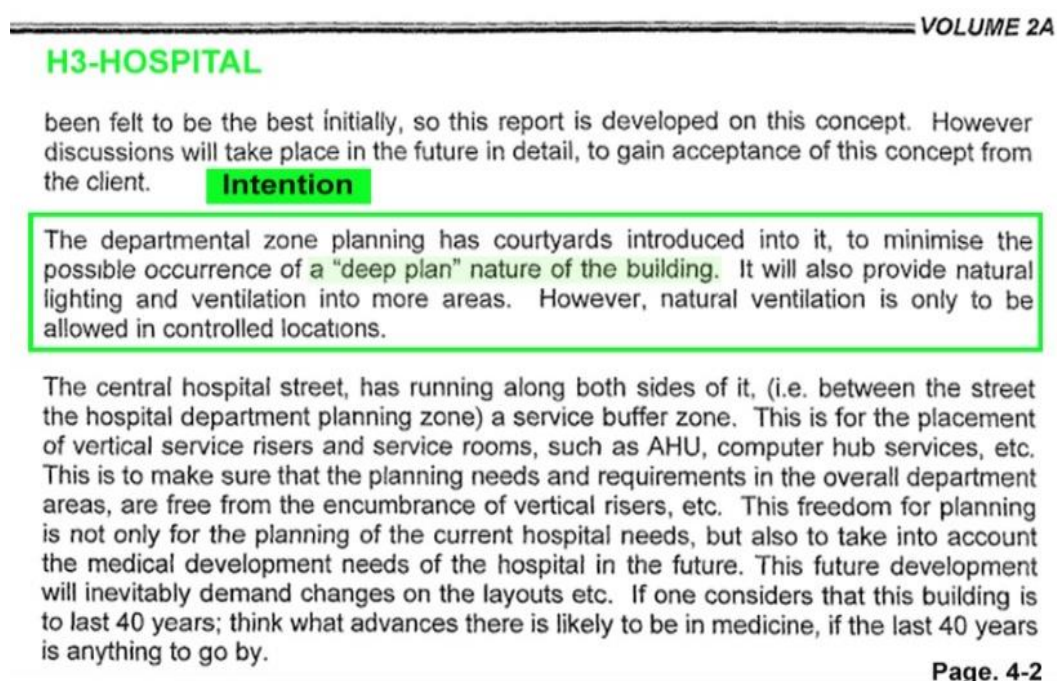 VOLUME 2A
H3-HOSPITAL
been felt to be the best initially, so this report is developed on this concept. However
discussions will take place in the future in detail, to gain acceptance of this concept from
the client. Intention
The departmental zone planning has courtyards introduced into it, to minimise the
possible occurrence of a "deep plan" nature of the building. It will also provide natural
lighting and ventilation into more areas. However, natural ventilation is only to be
allowed in controlled locations.
The central hospital street, has running along both sides of it, (i.e. between the street
the hospital department planning zone) a service buffer zone. This is for the placement
of vertical service risers and service rooms, such as AHU, computer hub services, etc.
This is to make sure that the planning needs and requirements in the overall department
areas, are free from the encumbrance of vertical risers, etc. This freedom for planning
is not only for the planning of the current hospital needs, but also to take into account
the medical development needs of the hospital in the future. This future development
will inevitably demand changes on the layouts etc. If one considers that this building is
to last 40 years; think what advances there is likely to be in medicine, if the last 40 years
is anything to go by.
Page. 4-2